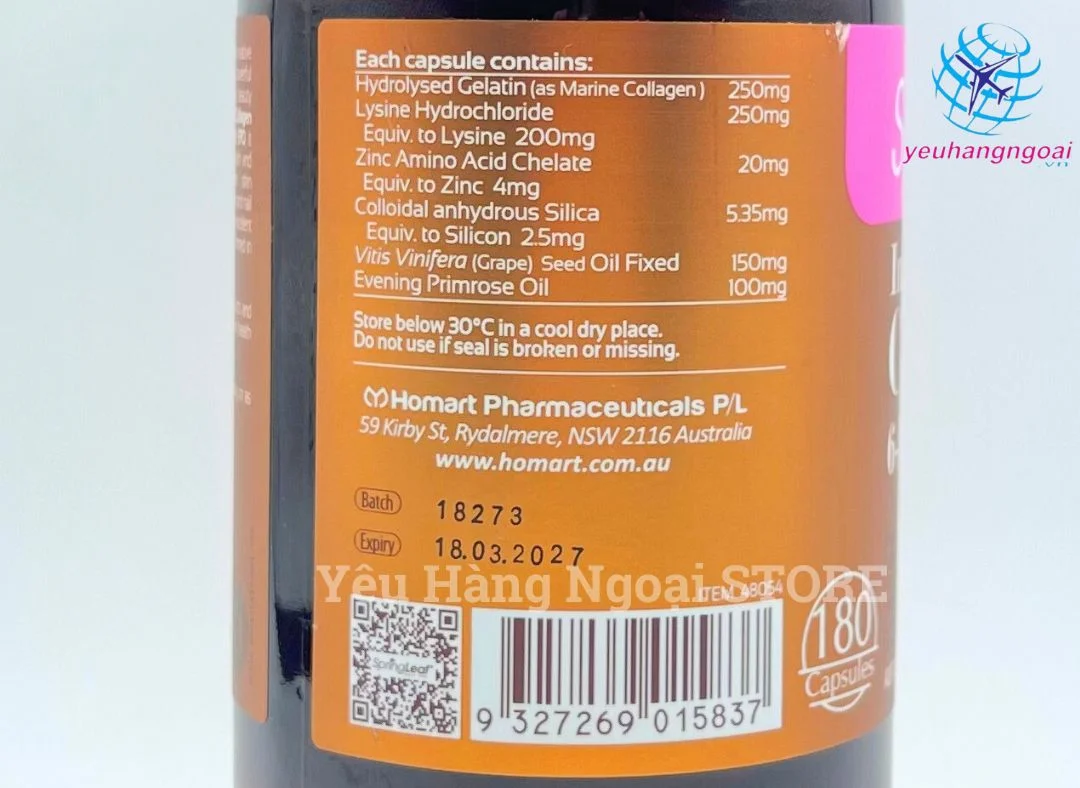 yeuhangngoai
.vn
Each capsule contains:
Hydrolysed Gelatin (as Marine Collagen) 250mg
Lysine Hydrochloride 250mg
Equiv. to Lysine 200mg
Zinc Amino Acid Chelate 20mg
Equiv. to Zinc 4mg
Colloidal anhydrous Silica 5.35mg
Equiv. to Silicon 2.5mg
Vitis Vinifera (Grape) Seed Oil Fixed 150mg
Evening Primrose Oil 100mg
Store below 30°C in a cool dry place.
Do not use if seal is broken or missing.
Homart Pharmaceuticals P/L
59 Kirby St, Rydalmere, NSW 2116 Australia
www.homart.com.au
Batch 18273
Expiry 18.03.2027
Yêu Hàng Ngoại STORE
ITEM 48064
SpringLeaf
9 327269 015837
180
Capsules